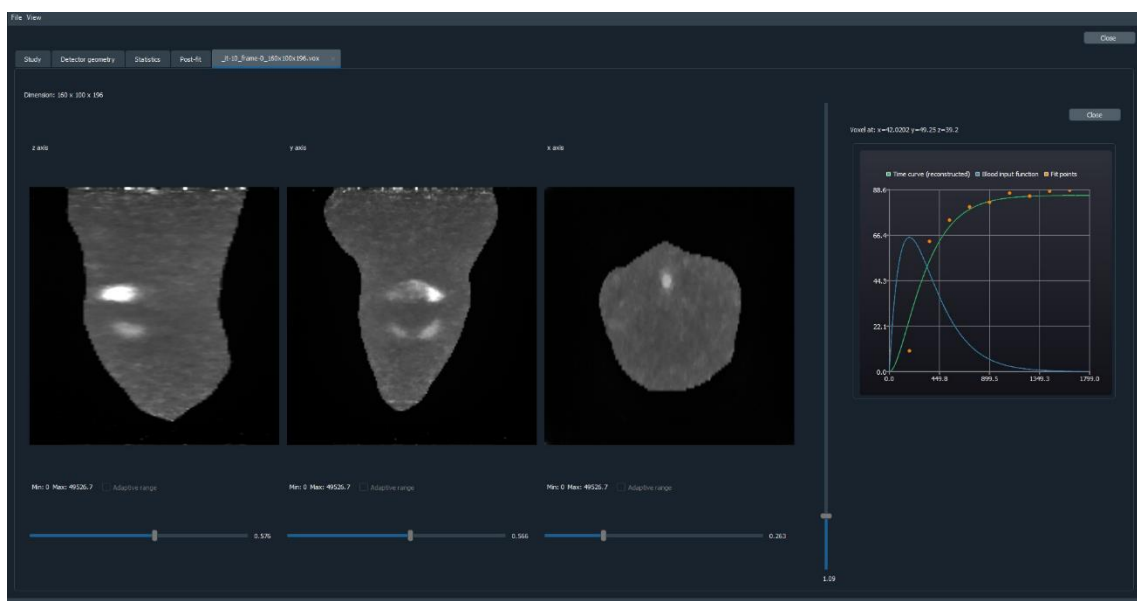 File View
Close
Study Detector geometry Statistics Post-fit _it-10_frame-0_160x100x196.vox
Dimension: 160 x 100 x 196
Close
Voxel at: x=42.0202 y=49.25 z=39.2
z axis y axis x axis
Time curve (reconstructed) Blood input function Fit points
88.6
66.4
44.3
22.1
0.0
0.0 449.8 899.5 1349.3 1799.0
Min: 0 Max: 49526.7 Adaptive range Min: 0 Max: 49526.7 Adaptive range Min: 0 Max: 49526.7 Adaptive range
0.576 0.566 0.263
1.09